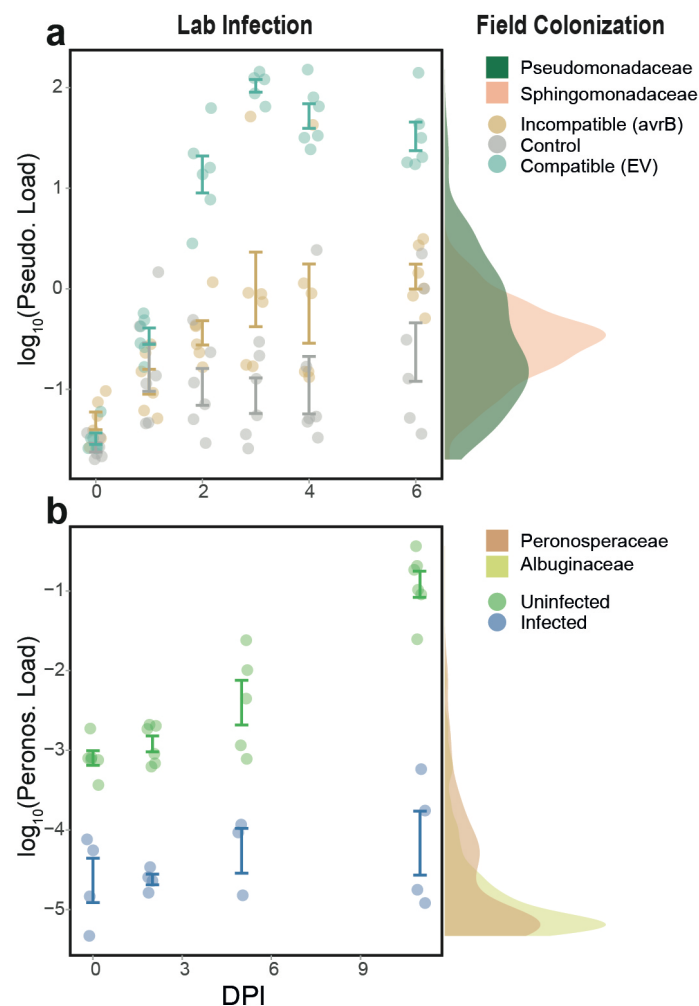 a
Lab Infection
Field Colonization
log10(Pseudo. Load)
2
1
0
−1
0
2
4
6
Pseudomonadaceae
Sphingomonadaceae
Incompatible (avrB)
Control
Compatible (EV)
b
log10(Peronos. Load)
−1
−2
−3
−4
−5
0
3
6
9
DPI
Peronosperaceae
Albuginaceae
Uninfected
Infected